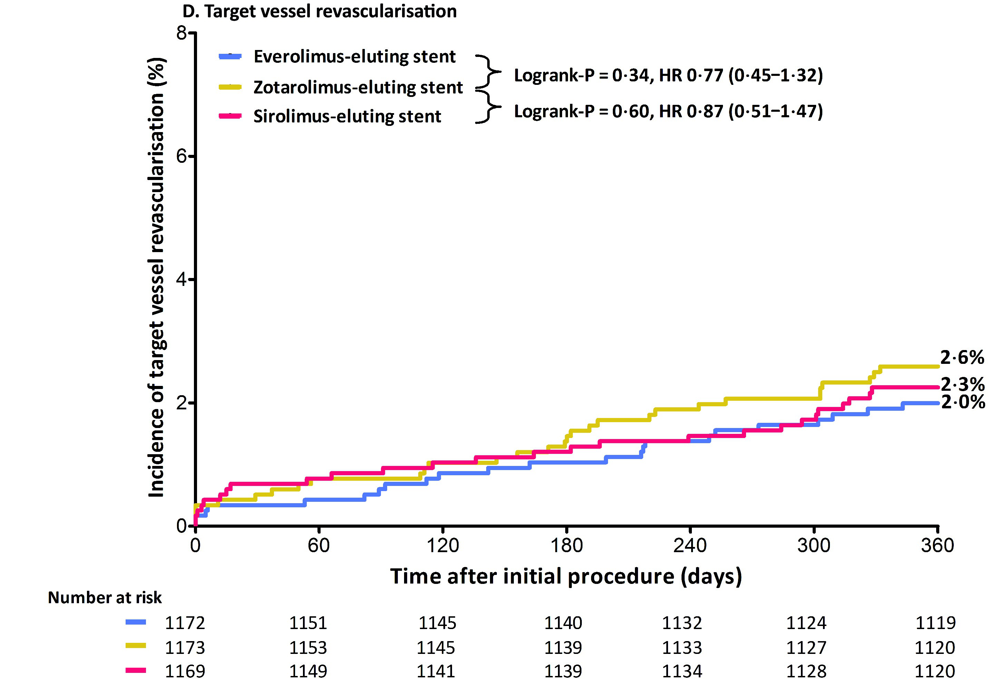 D. Target vessel revascularisation
Incidence of target vessel revascularisation (%)
8
6
4
2
0
Everolimus-eluting stent
Zotarolimus-eluting stent
Sirolimus-eluting stent
Logrank-P = 0·34, HR 0·77 (0·45–1·32)
Logrank-P = 0·60, HR 0·87 (0·51–1·47)
2·6%
2·3%
2·0%
0 60 120 180 240 300 360
Time after initial procedure (days)
Number at risk
1172 1151 1145 1140 1132 1124 1119
1173 1153 1145 1139 1133 1127 1120
1169 1149 1141 1139 1134 1128 1120